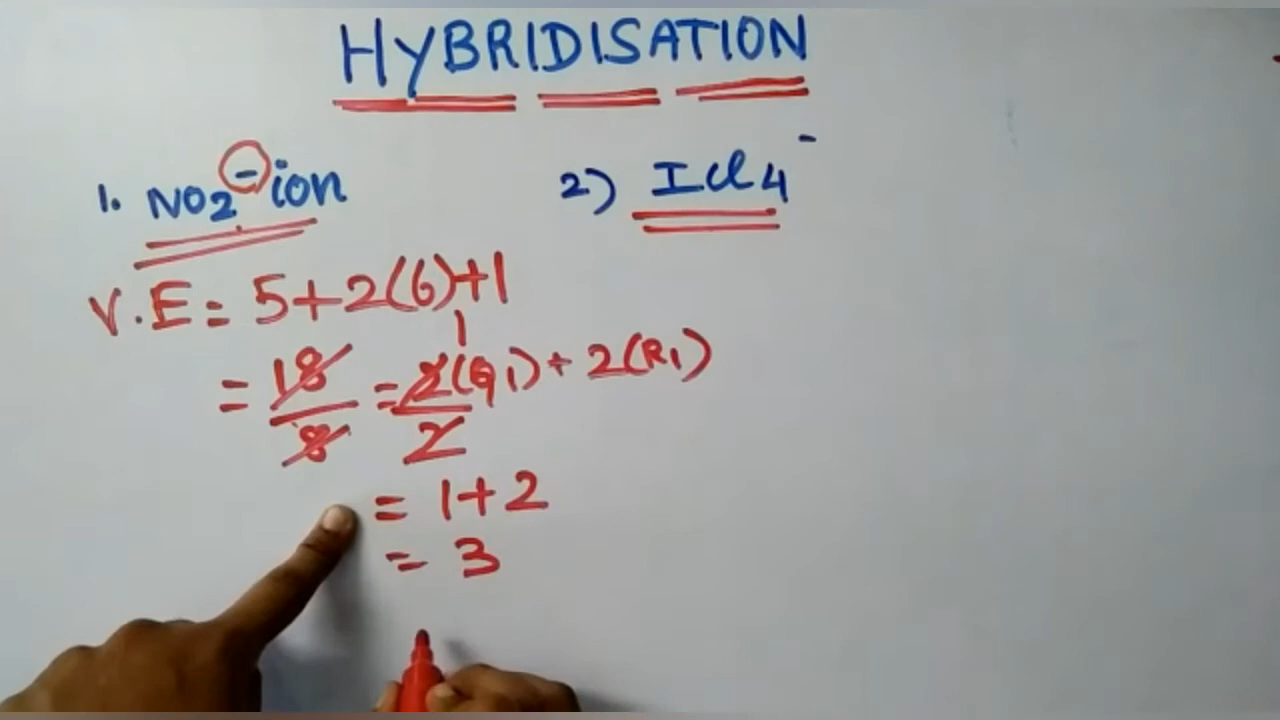 HYBRIDISATION
1. NO2⁻ ion
2) ICl4⁻
V.E = 5+2(6)+1
= 18/8 = 2(Q1)/2 + 2(R1)
1
= 1+2
= 3